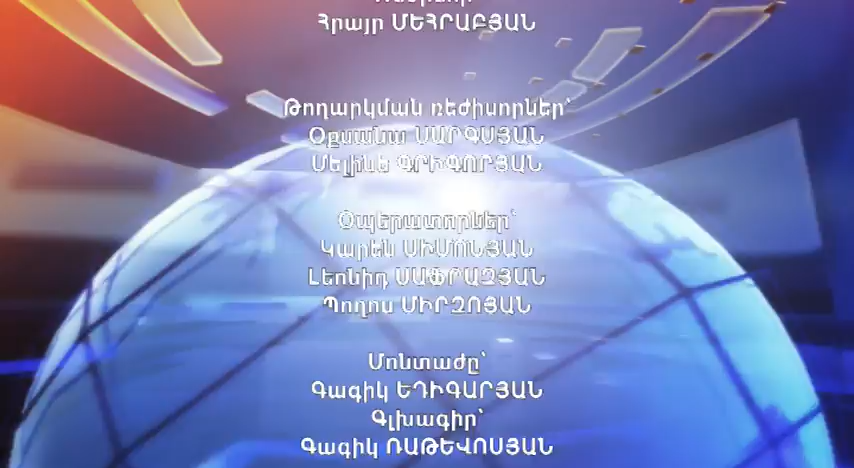 Հրայր ՄԵՀՐԱԲՅԱՆ
Թողարկման ռեժիսորներ՝
Օքսանա ՍԱՐԳՍՅԱՆ
Մելինե ԳՐԻԳՈՐՅԱՆ
Օպերատորներ՝
Կարեն ՍԻՄՈՆՅԱՆ
Լեոնիդ ՍԱՖՐԱԶՅԱՆ
Պողոս ՄԻՐԶՈՅԱՆ
Մոնտաժը՝
Գագիկ ԵԴԻԳԱՐՅԱՆ
Գլխագիր՝
Գագիկ ՌԱԹԵՎՈՍՅԱՆ